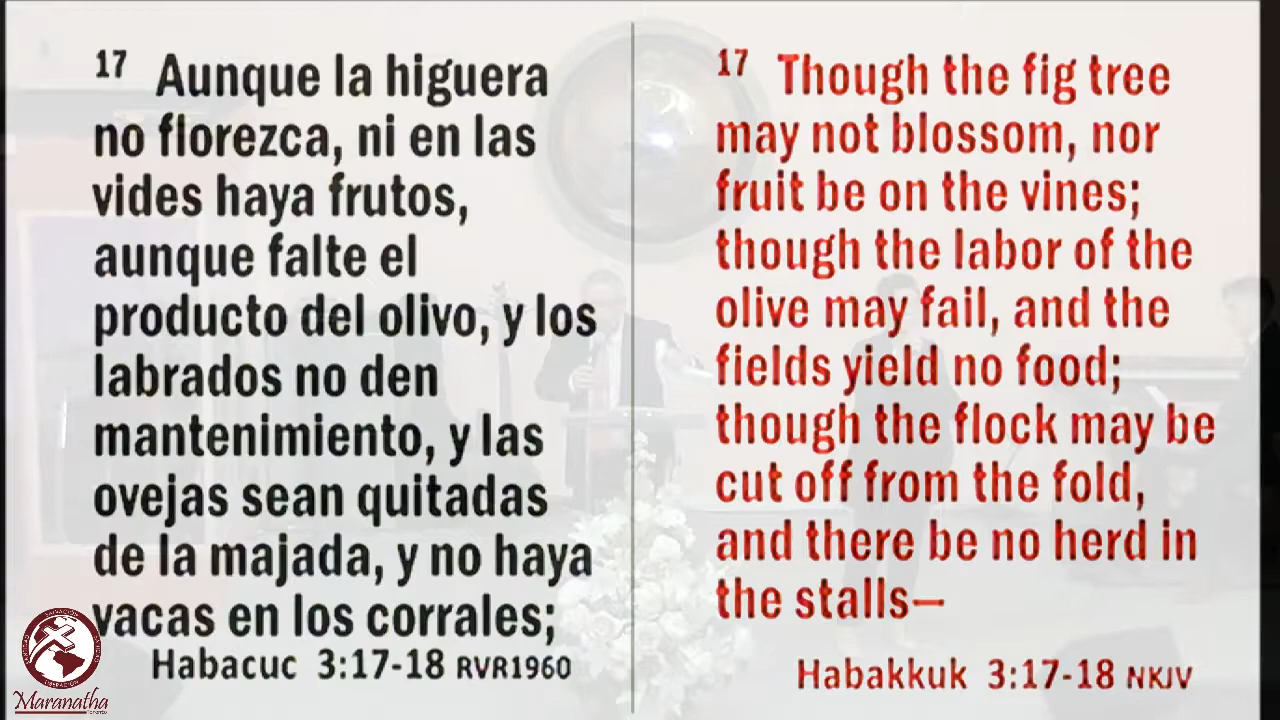 17 Aunque la higuera
no florezca, ni en las
vides haya frutos,
aunque falte el
producto del olivo, y los
labrados no den
mantenimiento, y las
ovejas sean quitadas
de la majada, y no haya
vacas en los corrales;
Habacuc 3:17-18 RVR1960
17 Though the fig tree
may not blossom, nor
fruit be on the vines;
though the labor of the
olive may fail, and the
fields yield no food;
though the flock may be
cut off from the fold,
and there be no herd in
the stalls—
Habakkuk 3:17-18 NKJV
Maranatha